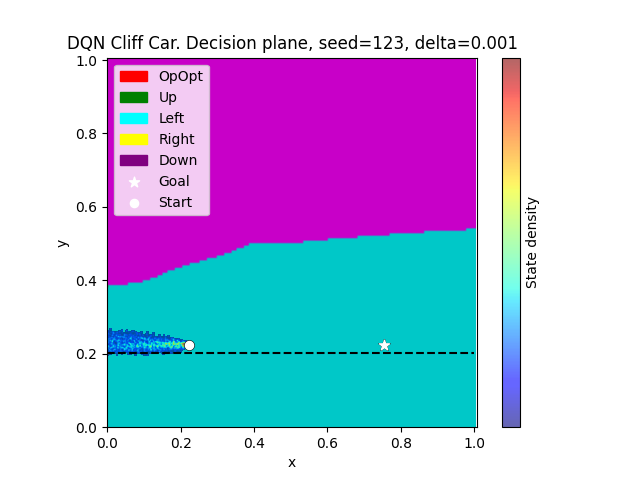 DQN Cliff Car. Decision plane, seed=123, delta=0.001
OpOpt
Up
Left
Right
Down
Goal
Start
1.0
0.8
0.6
0.4
0.2
0.0
y
0.0 0.2 0.4 0.6 0.8 1.0
x
State density